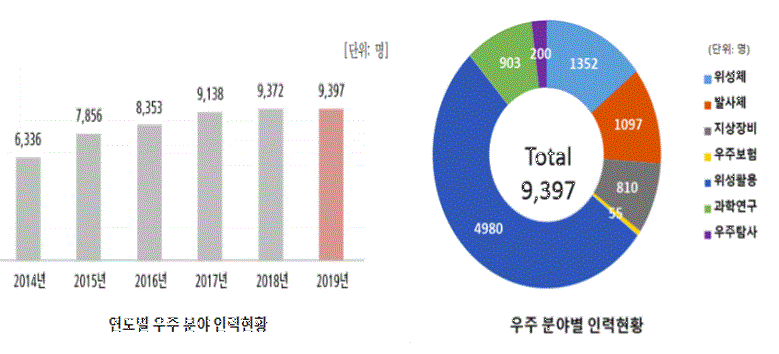 [단위: 명]
6,336
7,856
8,353
9,138
9,372
9,397
2014년
2015년
2016년
2017년
2018년
2019년
연도별 우주 분야 인력현황
(단위: 명)
200
1352
903
1097
810
55
4980
Total
9,397
위성체
발사체
지상장비
우주보험
위성활용
과학연구
우주탐사
우주 분야별 인력현황